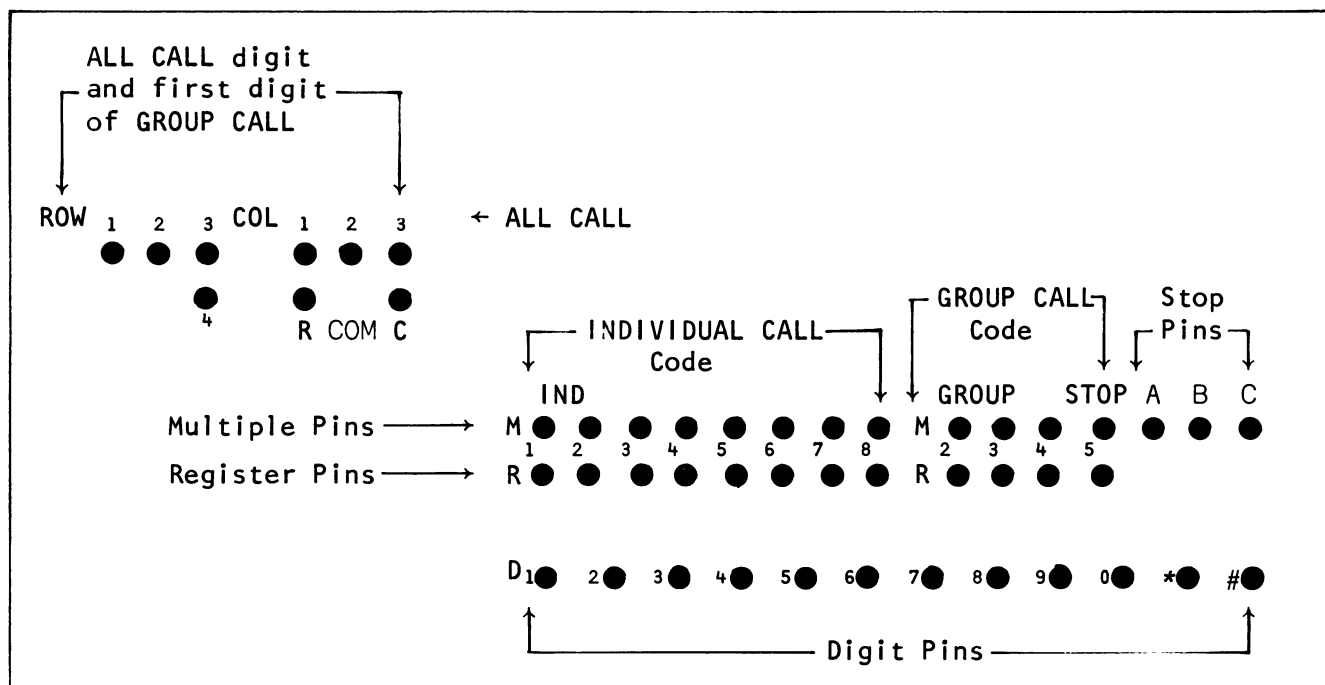 ALL CALL digit
and first digit
of GROUP CALL
ROW 1 2 3 COL 1 2 3 ← ALL CALL
4 R COM C
GROUP CALL Stop
INDIVIDUAL CALL Code Pins
Code
IND GROUP STOP A B C
Multiple Pins → M M
1 2 3 4 5 6 7 8 2 3 4 5
Register Pins → R R
D 1 2 3 4 5 6 7 8 9 0 * #
Digit Pins